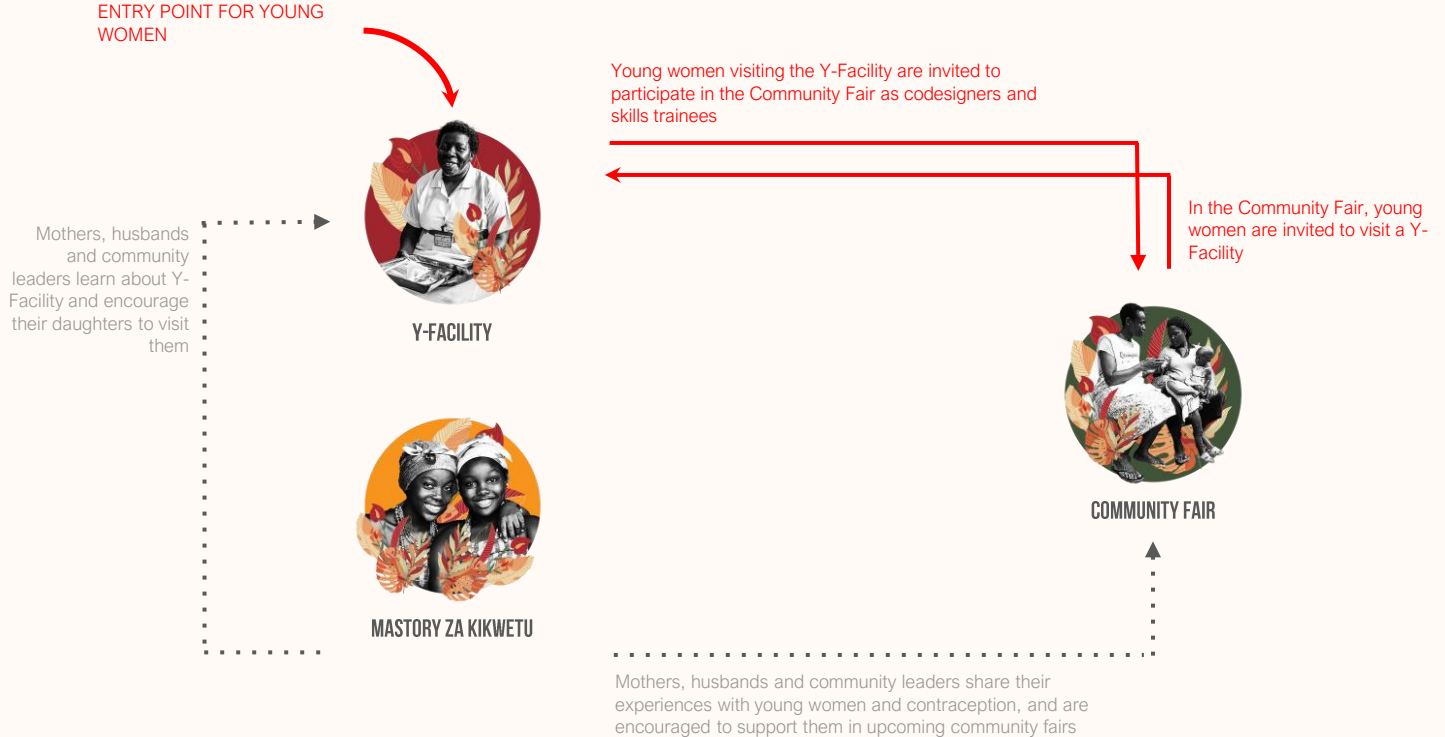 ENTRY POINT FOR YOUNG
WOMEN
Young women visiting the Y-Facility are invited to
participate in the Community Fair as codesigners and
skills trainees
In the Community Fair, young
women are invited to visit a Y-
Facility
Mothers, husbands
and community
leaders learn about Y-
Facility and encourage
their daughters to visit
them
Y-FACILITY
COMMUNITY FAIR
MASTORY ZA KIKWETU
Mothers, husbands and community leaders share their
experiences with young women and contraception, and are
encouraged to support them in upcoming community fairs